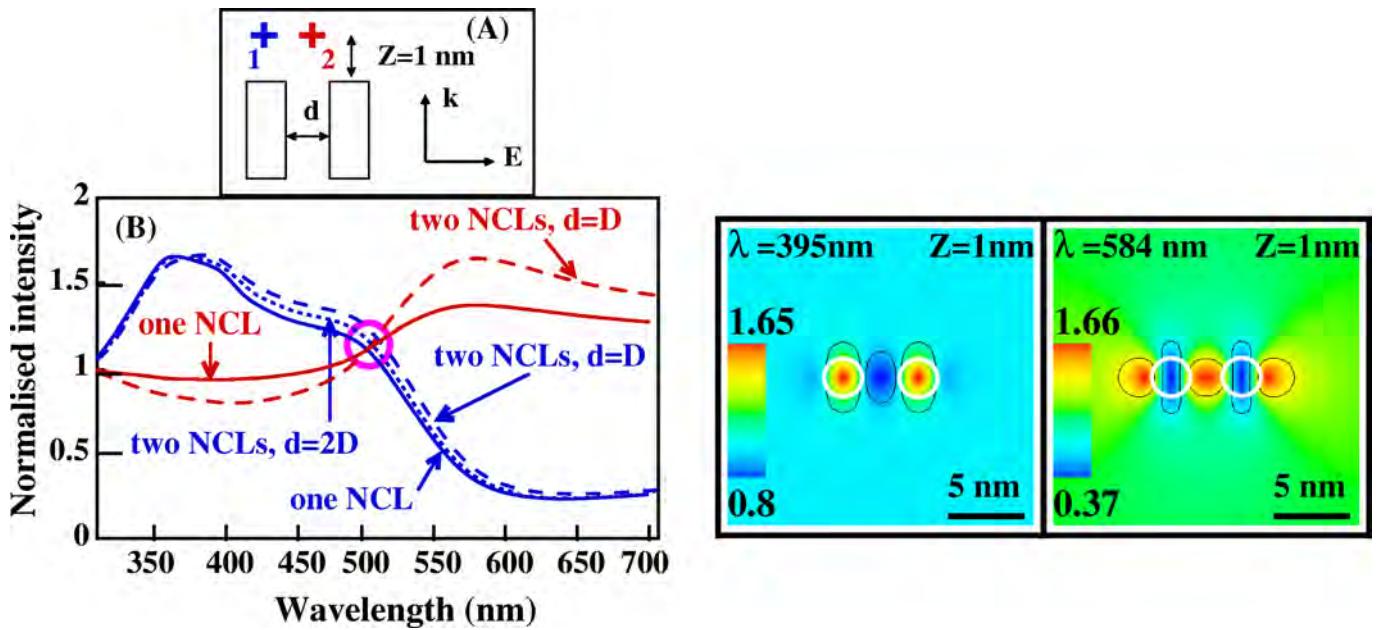 (A)
1 2 Z=1 nm
d k
E
2
(B) two NCLs, d=D
1.5
one NCL
1
two NCLs, d=D
0.5 two NCLs, d=2D
one NCL
0
350 400 450 500 550 600 650 700
Wavelength (nm)
Normalised intensity
λ =395nm Z=1nm
1.65
0.8
5 nm
λ =584 nm Z=1nm
1.66
0.37
5 nm